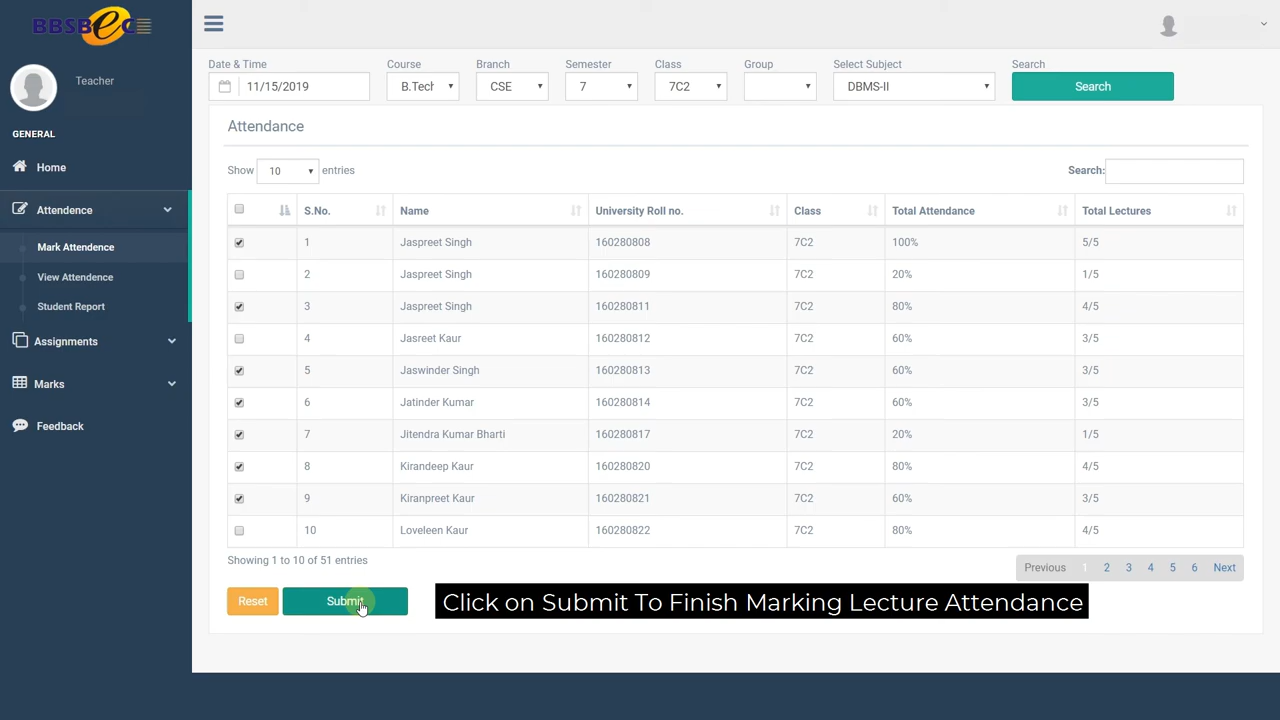 BBSBEC
Teacher
GENERAL
Home
Attendence
Mark Attendence
View Attendence
Student Report
Assignments
Marks
Feedback
Date & Time Course Branch Semester Class Group Select Subject Search
11/15/2019 B.Tech CSE 7 7C2 DBMS-II Search
Attendance
Show 10 entries Search:
S.No. Name University Roll no. Class Total Attendance Total Lectures
1 Jaspreet Singh 160280808 7C2 100% 5/5
2 Jaspreet Singh 160280809 7C2 20% 1/5
3 Jaspreet Singh 160280811 7C2 80% 4/5
4 Jasreet Kaur 160280812 7C2 60% 3/5
5 Jaswinder Singh 160280813 7C2 60% 3/5
6 Jatinder Kumar 160280814 7C2 60% 3/5
7 Jitendra Kumar Bharti 160280817 7C2 20% 1/5
8 Kirandeep Kaur 160280820 7C2 80% 4/5
9 Kiranpreet Kaur 160280821 7C2 60% 3/5
10 Loveleen Kaur 160280822 7C2 80% 4/5
Showing 1 to 10 of 51 entries Previous 1 2 3 4 5 6 Next
Reset Submit Click on Submit To Finish Marking Lecture Attendance